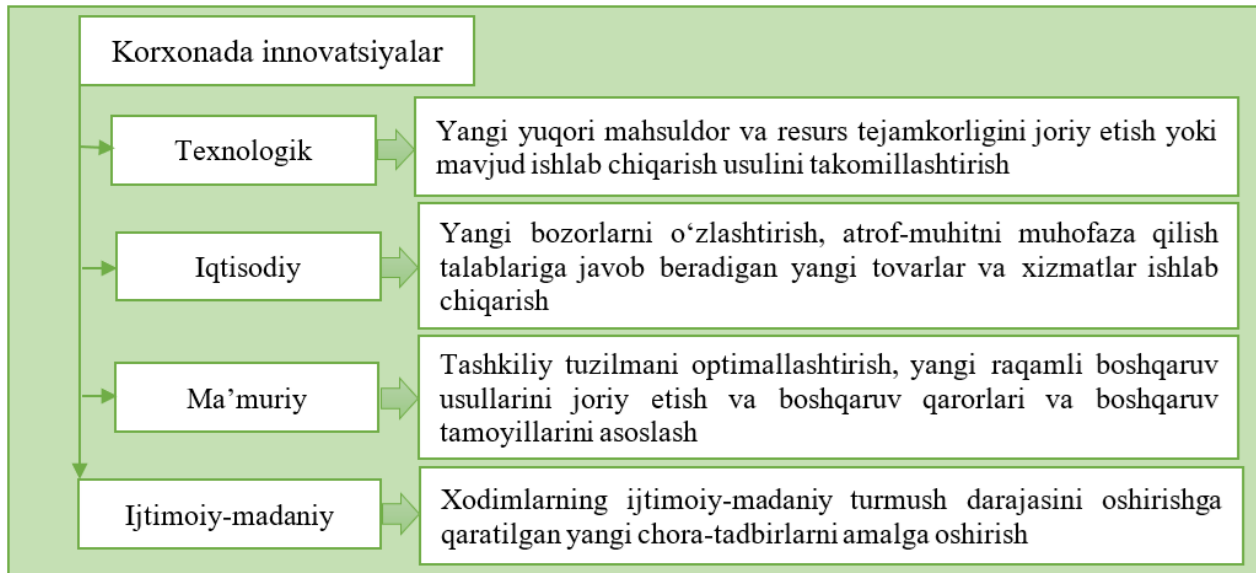 Korxonada innovatsiyalar
Texnologik
Yangi yuqori mahsuldor va resurs tejamkorligini joriy etish yoki
mavjud ishlab chiqarish usulini takomillashtirish
Iqtisodiy
Yangi bozorlarni o‘zlashtirish, atrof-muhitni muhofaza qilish
talablariga javob beradigan yangi tovarlar va xizmatlar ishlab
chiqarish
Ma’muriy
Tashkiliy tuzilmani optimallashtirish, yangi raqamli boshqaruv
usullarini joriy etish va boshqaruv qarorlari va boshqaruv
tamoyillarini asoslash
Ijtimoiy-madaniy
Xodimlarning ijtimoiy-madaniy turmush darajasini oshirishga
qaratilgan yangi chora-tadbirlarni amalga oshirish